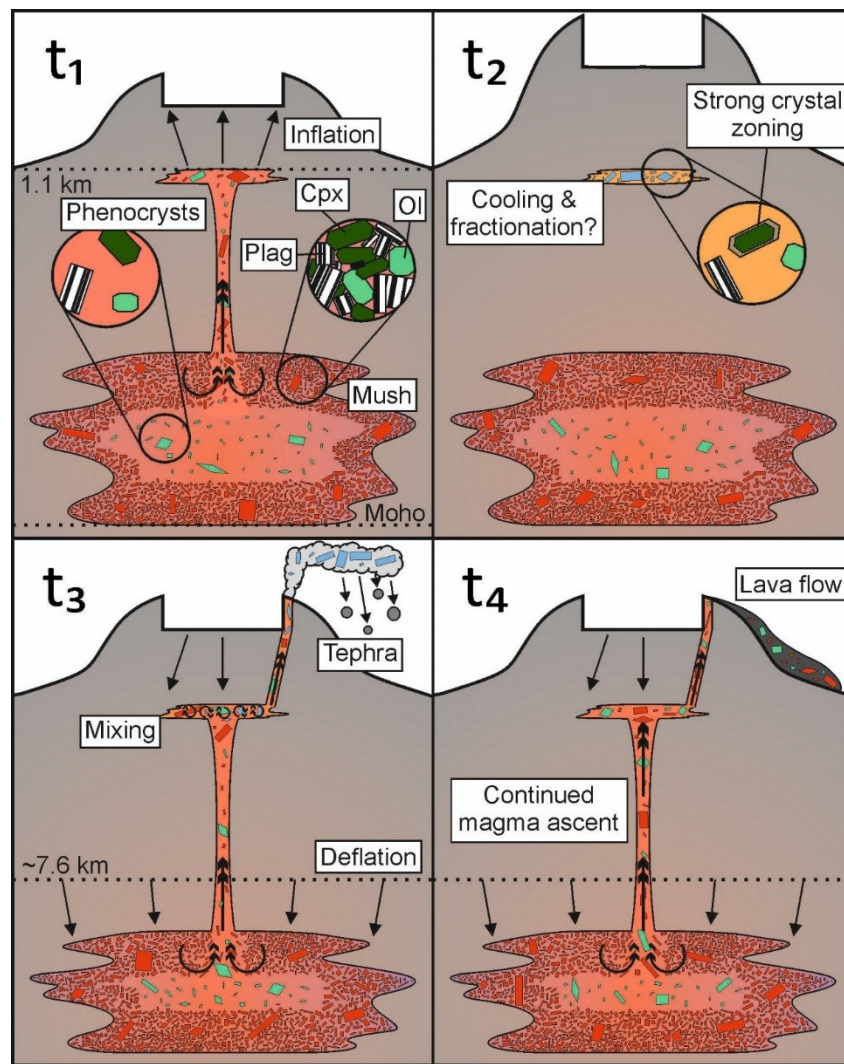 t₁
Inflation
1.1 km
Phenocrysts
Cpx
Ol
Plag
Mush
Moho
t₂
Strong crystal
zoning
Cooling &
fractionation?
t₃
Tephra
Mixing
Deflation
~7.6 km
t₄
Lava flow
Continued
magma ascent